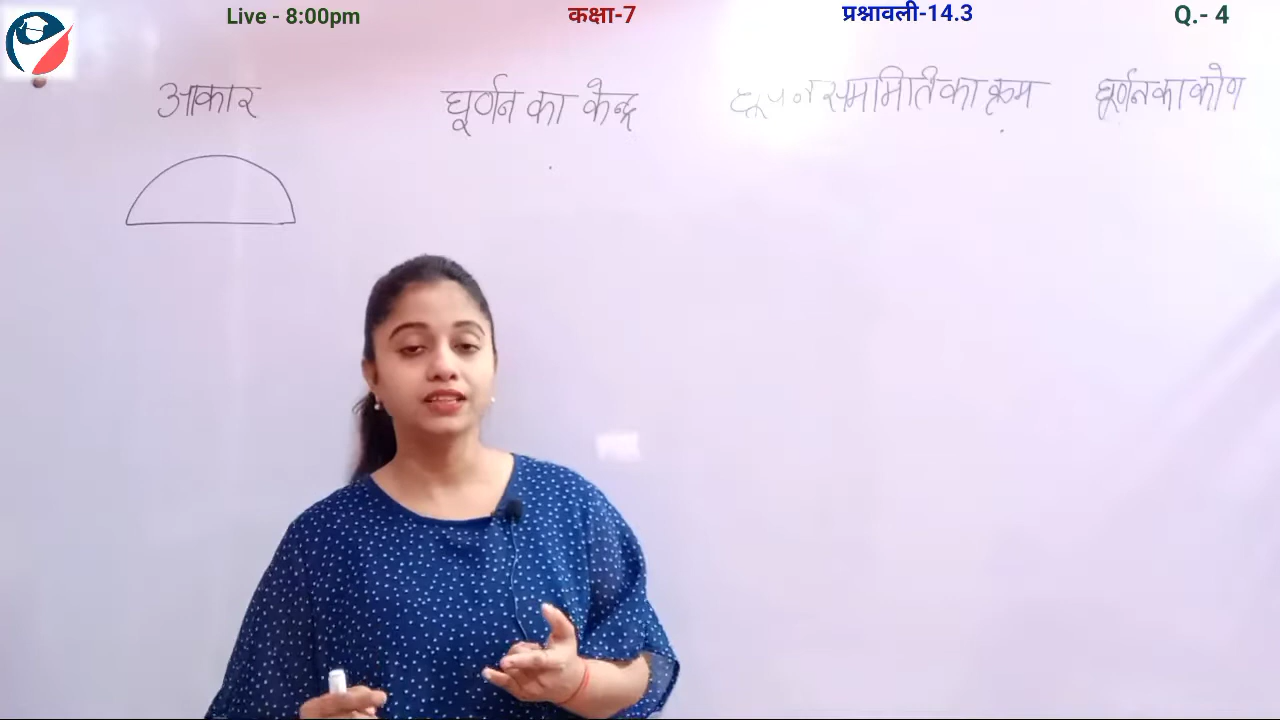 Live - 8:00pm कक्षा-7 प्रश्नावली-14.3 Q.- 4
आकार घूर्णन का केन्द्र समामिति का क्रम घूर्णन का कोण